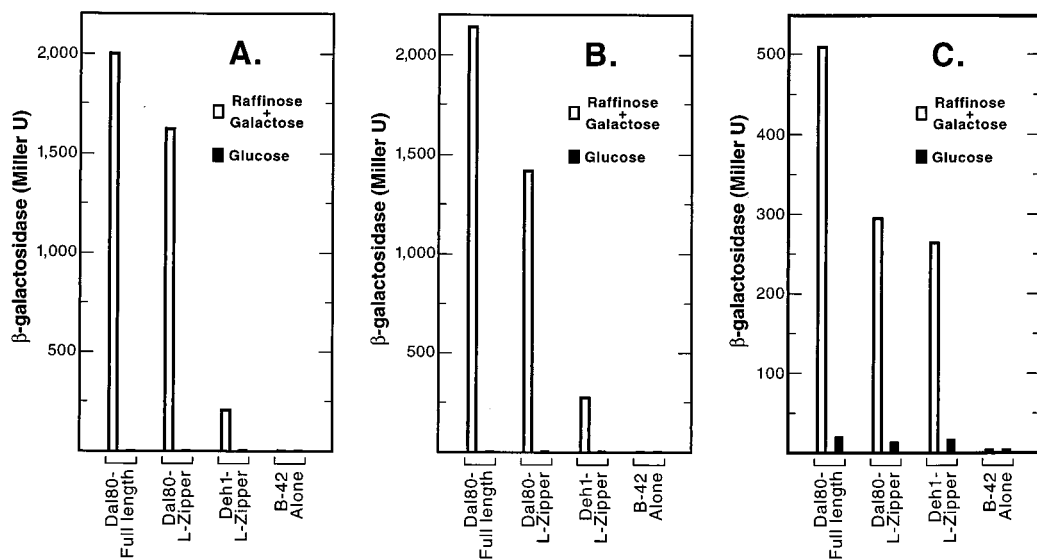 A.
β-galactosidase (Miller U)
2,000
1,500
1,000
500
Raffinose
+
Galactose
Glucose
Dal80-
Full length
Dal80-
L-Zipper
Deh1-
L-Zipper
B-42
Alone
B.
β-galactosidase (Miller U)
2,000
1,500
1,000
500
Raffinose
+
Galactose
Glucose
Dal80-
Full length
Dal80-
L-Zipper
Deh1-
L-Zipper
B-42
Alone
C.
β-galactosidase (Miller U)
500
400
300
200
100
Raffinose
+
Galactose
Glucose
Dal80-
Full length
Dal80-
L-Zipper
Deh1-
L-Zipper
B-42
Alone